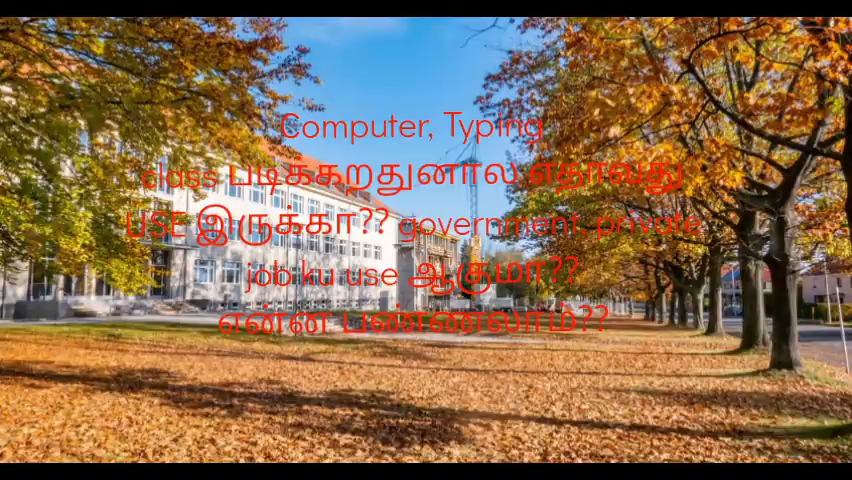 Computer, Typing
class படிக்கறதுனால எதாவது
USE இருக்கா?? government, private
job ku use ஆகுமா??
என்ன பண்ணலாம்??